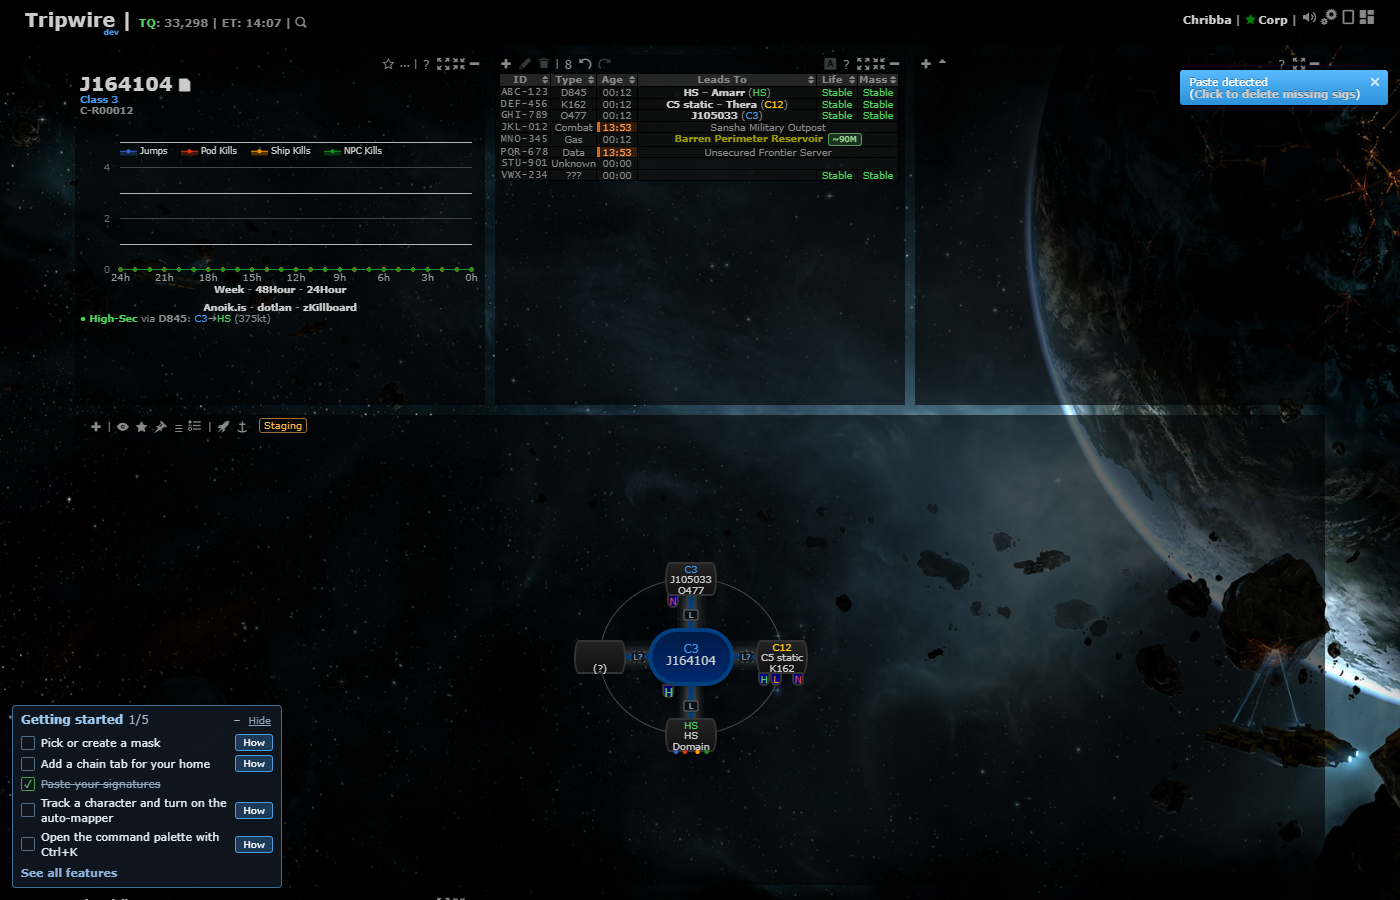 Tripwire |
dev
TQ: 33,298 | ET: 14:07 |
Chribba | ★ Corp |
J164104
Class 3
C-R00012
Jumps Pod Kills Ship Kills NPC Kills
4
2
0
24h 21h 18h 15h 12h 9h 6h 3h 0h
Week - 48Hour - 24Hour
Anoik.is - dotlan - zKillboard
• High-Sec via D845: C3→HS (375kt)
| 8
A ?
ID Type Age Leads To Life Mass
ABC-123 D845 00:12 HS – Amarr (HS) Stable Stable
DEF-456 K162 00:12 C5 static – Thera (C12) Stable Stable
GHI-789 O477 00:12 J105033 (C3) Stable Stable
JKL-012 Combat 13:53 Sansha Military Outpost
MNO-345 Gas 00:12 Barren Perimeter Reservoir ~90M
PQR-678 Data 13:53 Unsecured Frontier Server
STU-901 Unknown 00:00
VWX-234 ??? 00:00 Stable Stable
Paste detected
(Click to delete missing sigs)
×
Staging
C3
J105033
O477
N
L
(?)
L?
C3
J164104
L?
C12
C5 static
K162
H L N
H
L
HS
HS
Domain
Getting started 1/5 – Hide
Pick or create a mask How
Add a chain tab for your home How
Paste your signatures
Track a character and turn on the
auto-mapper How
Open the command palette with
Ctrl+K How
See all features